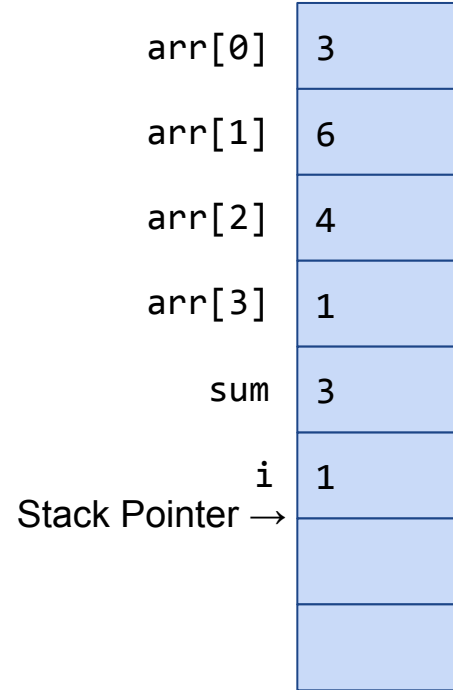 arr[0] 3
arr[1] 6
arr[2] 4
arr[3] 1
sum 3
i 1
Stack Pointer →